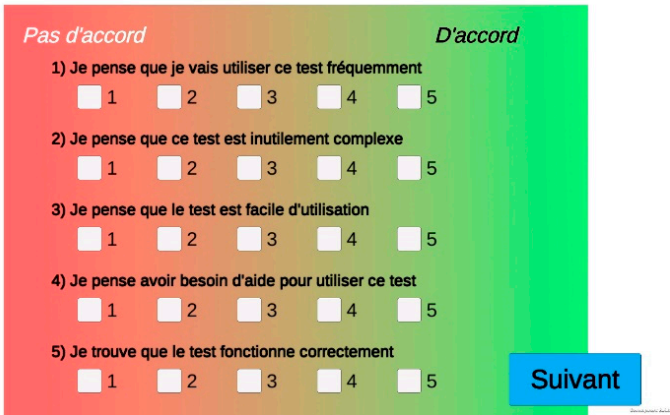 Pas d'accord D'accord
1) Je pense que je vais utiliser ce test fréquemment
1 2 3 4 5
2) Je pense que ce test est inutilement complexe
1 2 3 4 5
3) Je pense que le test est facile d'utilisation
1 2 3 4 5
4) Je pense avoir besoin d'aide pour utiliser ce test
1 2 3 4 5
5) Je trouve que le test fonctionne correctement
1 2 3 4 5
Suivant